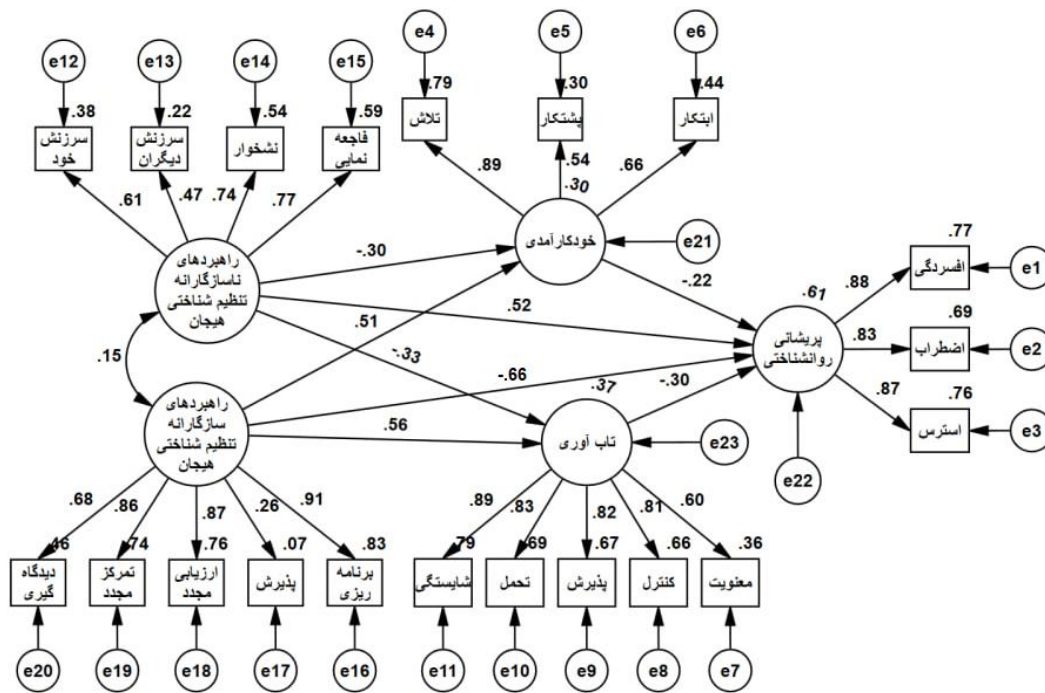 e4
e5
e6
e12
e13
e14
e15
.79
.30
.44
.38
.22
.54
.59
تلاش
پشتکار
ابتکار
سرزنش
خود
سرزنش
دیگران
نشخوار
فاجعه
نمایی
.89
.54
.66
.30
.61
.47
.74
.77
خودکارآمدی
e21
راهبردهای
ناسازگارانه
تنظیم شناختی
هیجان
-.30
-.22
.77
افسردگی
e1
.88
.52
.61
.51
پریشانی
روانشناختی
.83
.69
اضطراب
e2
.15
-.33
-.66
.37
-.30
.87
.76
استرس
e3
راهبردهای
سازگارانه
تنظیم شناختی
هیجان
.56
تاب آوری
e23
e22
.68
.86
.87
.26
.91
.89
.83
.82
.81
.60
.46
.74
.76
.07
.83
.79
.69
.67
.66
.36
دیدگاه
گیری
تمرکز
مجدد
ارزیابی
مجدد
پذیرش
برنامه
ریزی
شایستگی
تحمل
پذیرش
کنترل
معنویت
e20
e19
e18
e17
e16
e11
e10
e9
e8
e7